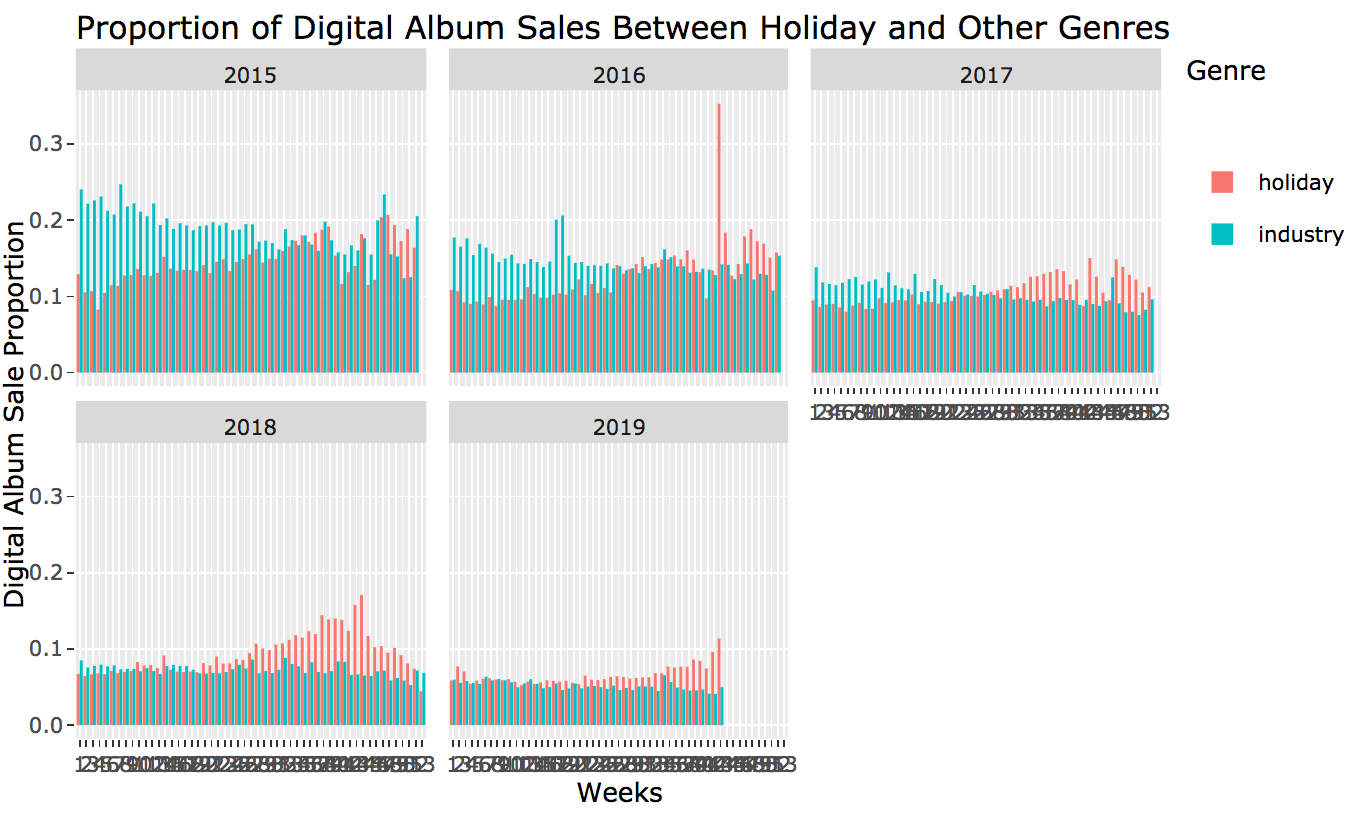 Proportion of Digital Album Sales Between Holiday and Other Genres
2015
2016
2017
Genre
holiday
industry
0.3
0.2
0.1
0.0
2018
2019
0.3
0.2
0.1
0.0
Digital Album Sale Proportion
Weeks